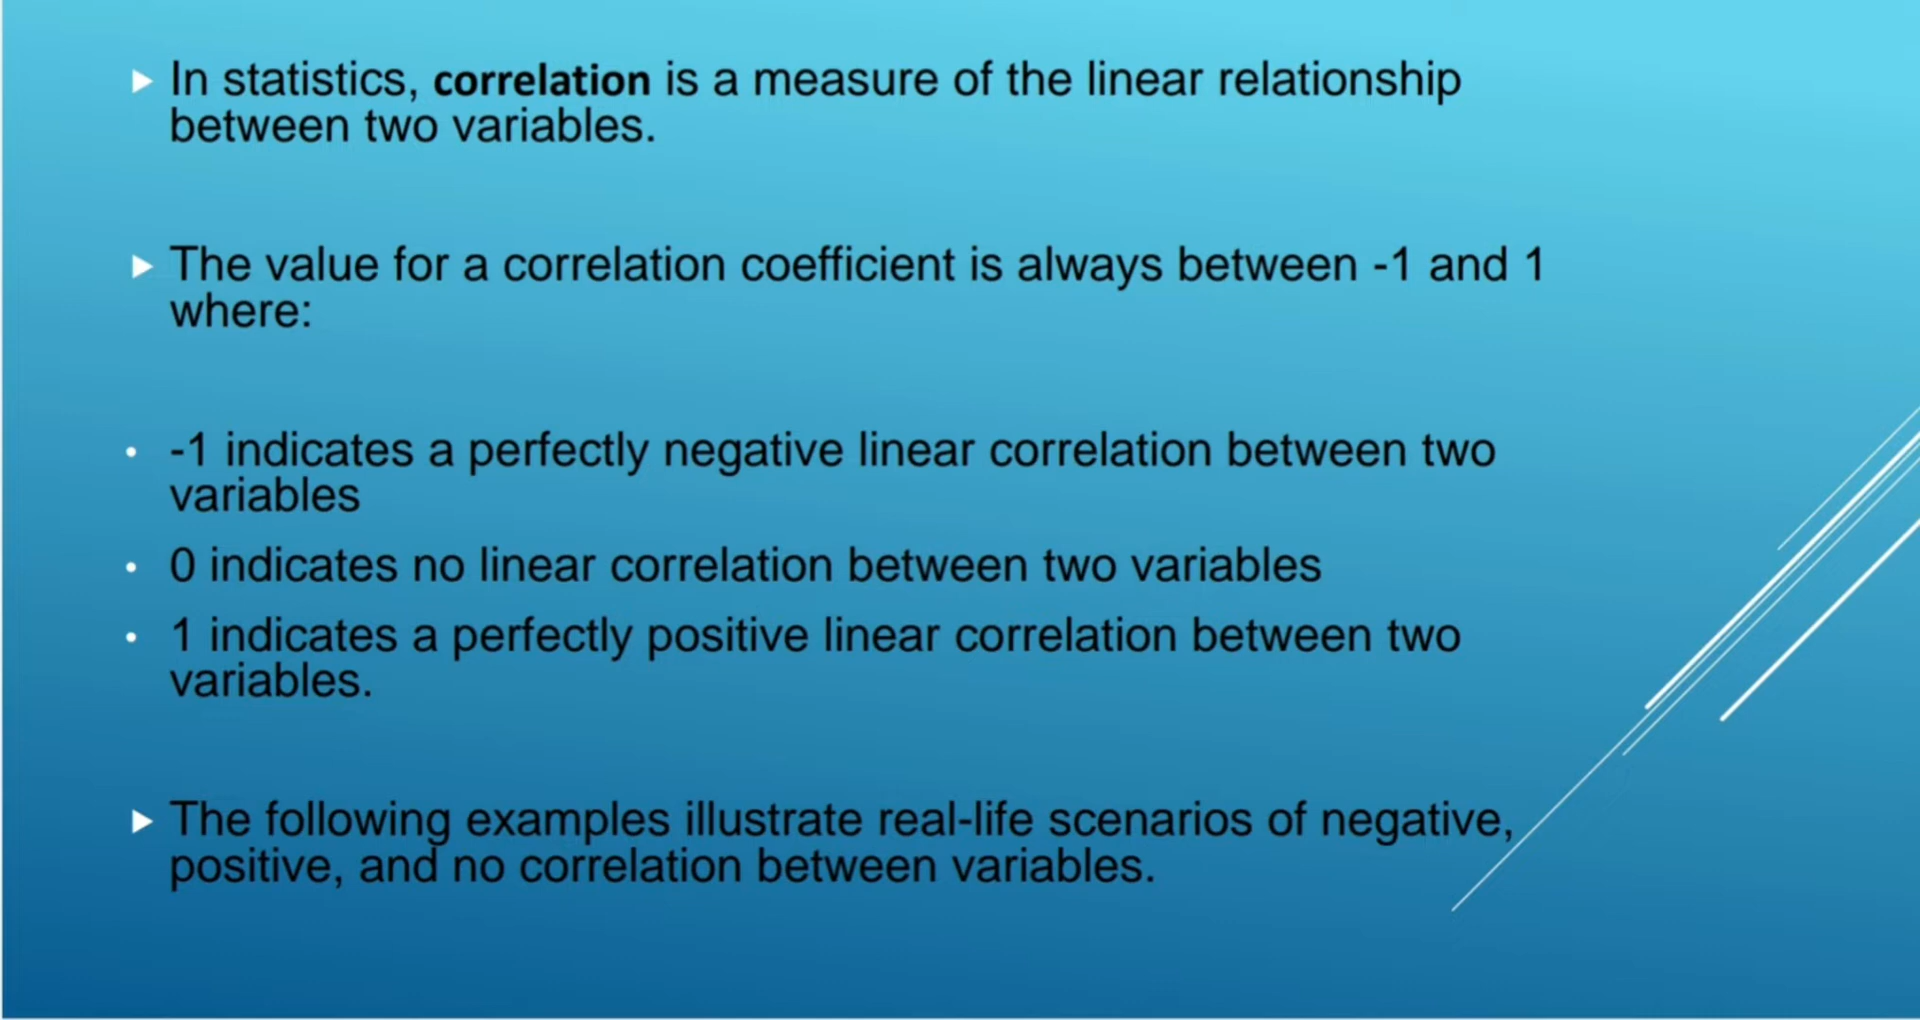 In statistics, correlation is a measure of the linear relationship
between two variables.
The value for a correlation coefficient is always between -1 and 1
where:
-1 indicates a perfectly negative linear correlation between two
variables
0 indicates no linear correlation between two variables
1 indicates a perfectly positive linear correlation between two
variables.
The following examples illustrate real-life scenarios of negative,
positive, and no correlation between variables.